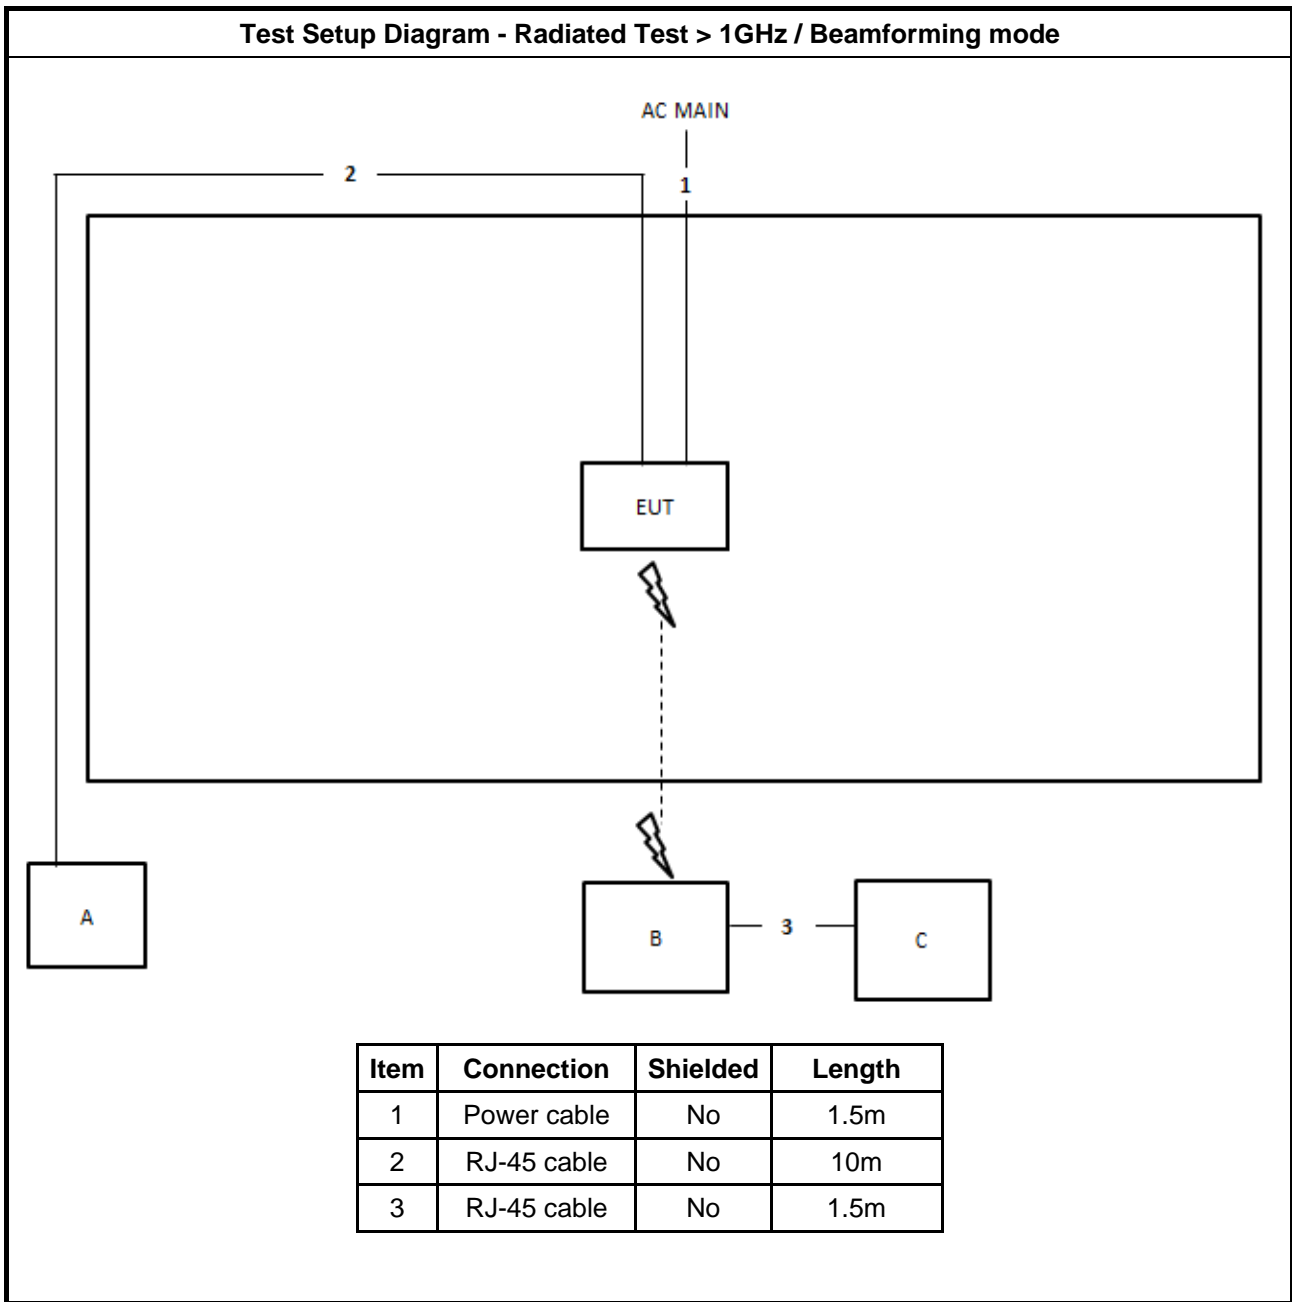 Test Setup Diagram - Radiated Test > 1GHz / Beamforming mode
AC MAIN
2
1
EUT
A
B
3
C
Item Connection Shielded Length
1 Power cable No 1.5m
2 RJ-45 cable No 10m
3 RJ-45 cable No 1.5m